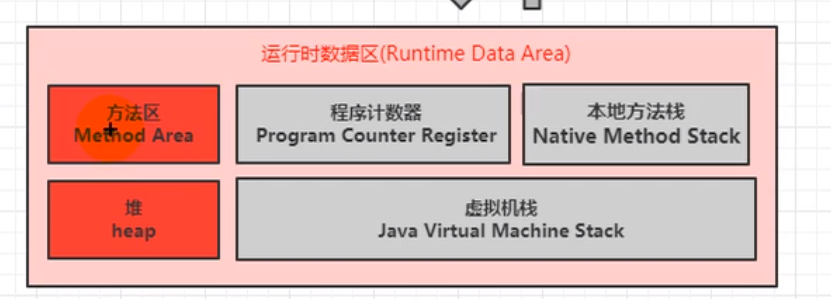 运行时数据区(Runtime Data Area)
方法区
Method Area
程序计数器
Program Counter Register
本地方法栈
Native Method Stack
堆
heap
虚拟机栈
Java Virtual Machine Stack